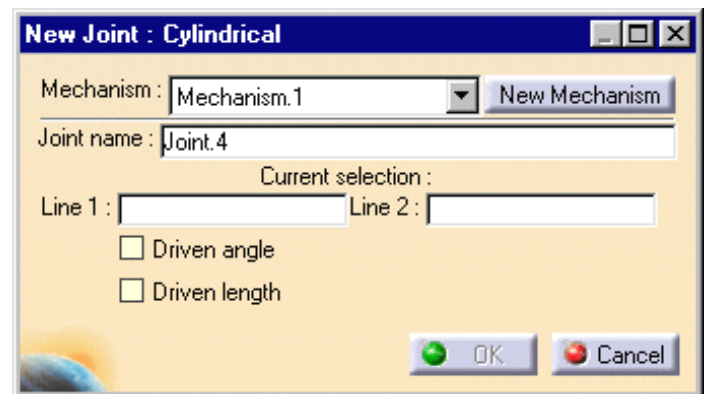 New Joint : Cylindrical
Mechanism : Mechanism.1 New Mechanism
Joint name : Joint.4
Current selection :
Line 1 : Line 2 :
Driven angle
Driven length
OK Cancel